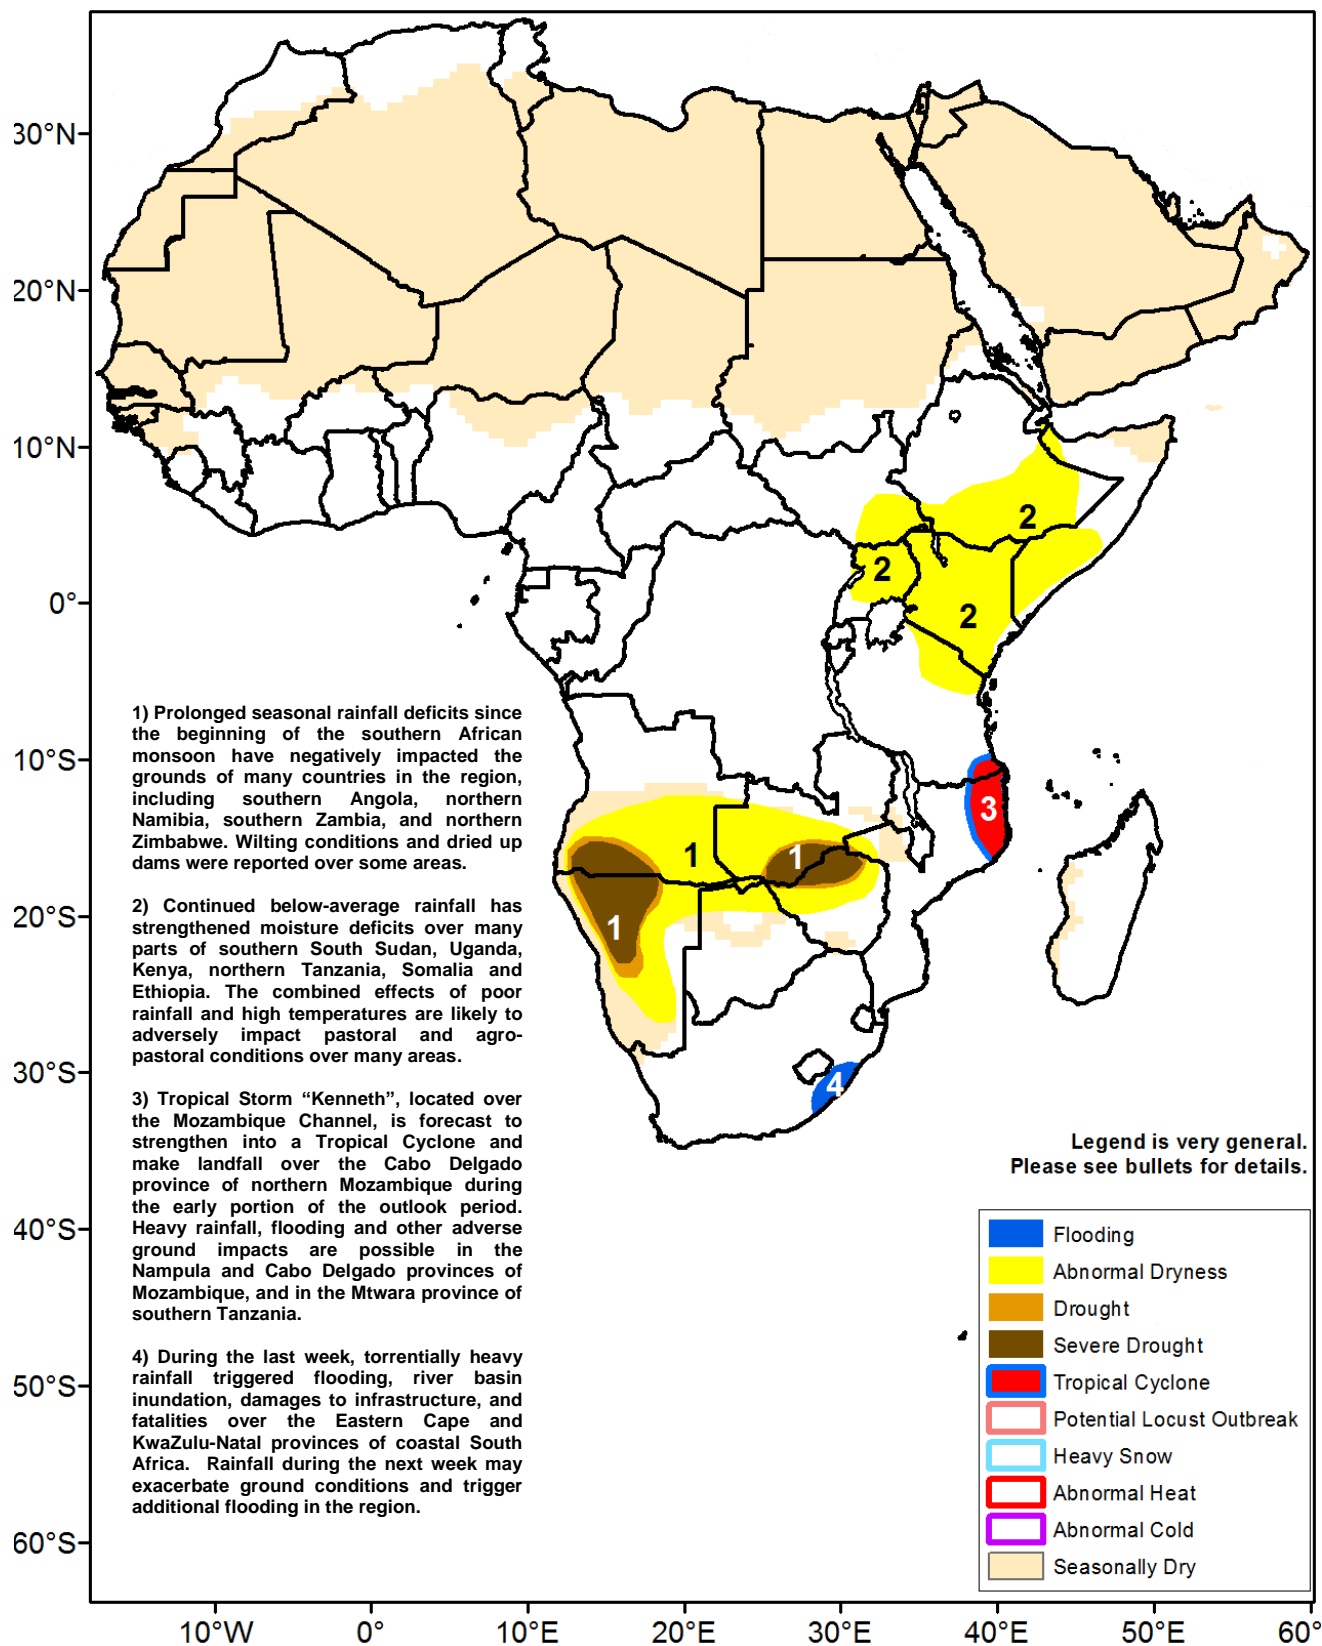 30°N
20°N
10°N
0°
10°S
20°S
30°S
40°S
50°S
60°S
10°W
0°
10°E
20°E
30°E
40°E
50°E
60°
2
2
2
3
1
1
1
4
1) Prolonged seasonal rainfall deficits since
the beginning of the southern African
monsoon have negatively impacted the
grounds of many countries in the region,
including southern Angola, northern
Namibia, southern Zambia, and northern
Zimbabwe. Wilting conditions and dried up
dams were reported over some areas.
2) Continued below-average rainfall has
strengthened moisture deficits over many
parts of southern South Sudan, Uganda,
Kenya, northern Tanzania, Somalia and
Ethiopia. The combined effects of poor
rainfall and high temperatures are likely to
adversely impact pastoral and agro-
pastoral conditions over many areas.
3) Tropical Storm “Kenneth”, located over
the Mozambique Channel, is forecast to
strengthen into a Tropical Cyclone and
make landfall over the Cabo Delgado
province of northern Mozambique during
the early portion of the outlook period.
Heavy rainfall, flooding and other adverse
ground impacts are possible in the
Nampula and Cabo Delgado provinces of
Mozambique, and in the Mtwara province of
southern Tanzania.
4) During the last week, torrentially heavy
rainfall triggered flooding, river basin
inundation, damages to infrastructure, and
fatalities over the Eastern Cape and
KwaZulu-Natal provinces of coastal South
Africa. Rainfall during the next week may
exacerbate ground conditions and trigger
additional flooding in the region.
Legend is very general.
Please see bullets for details.
Flooding
Abnormal Dryness
Drought
Severe Drought
Tropical Cyclone
Potential Locust Outbreak
Heavy Snow
Abnormal Heat
Abnormal Cold
Seasonally Dry